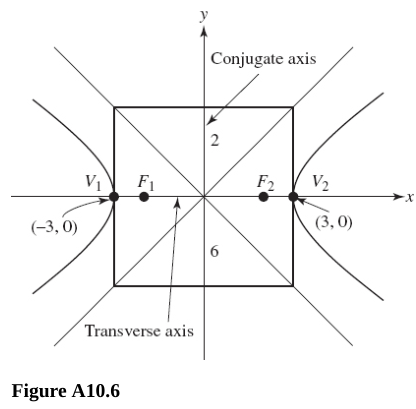 y
Conjugate axis
2
V1 F1 F2 V2
x
(–3, 0) (3, 0)
6
Transverse axis
Figure A10.6